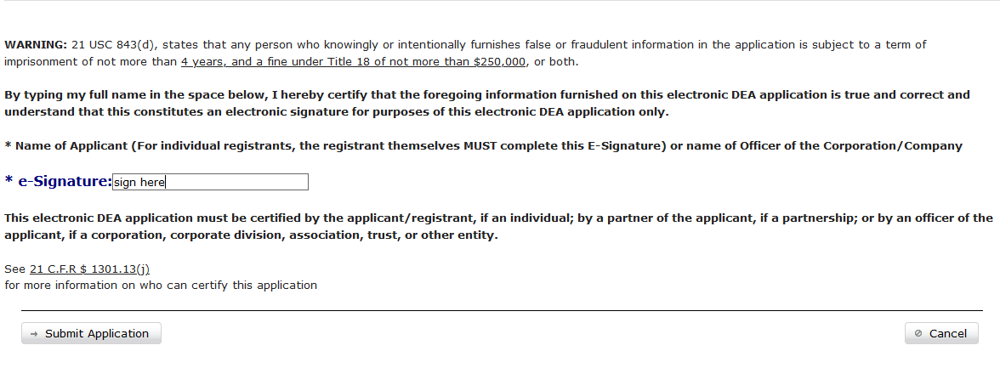 WARNING: 21 USC 843(d), states that any person who knowingly or intentionally furnishes false or fraudulent information in the application is subject to a term of
imprisonment of not more than 4 years, and a fine under Title 18 of not more than $250,000, or both.
By typing my full name in the space below, I hereby certify that the foregoing information furnished on this electronic DEA application is true and correct and
understand that this constitutes an electronic signature for purposes of this electronic DEA application only.
* Name of Applicant (For individual registrants, the registrant themselves MUST complete this E-Signature) or name of Officer of the Corporation/Company
* e-Signature: sign here
This electronic DEA application must be certified by the applicant/registrant, if an individual; by a partner of the applicant, if a partnership; or by an officer of the
applicant, if a corporation, corporate division, association, trust, or other entity.
See 21 C.F.R $ 1301.13(j)
for more information on who can certify this application
Submit Application Cancel